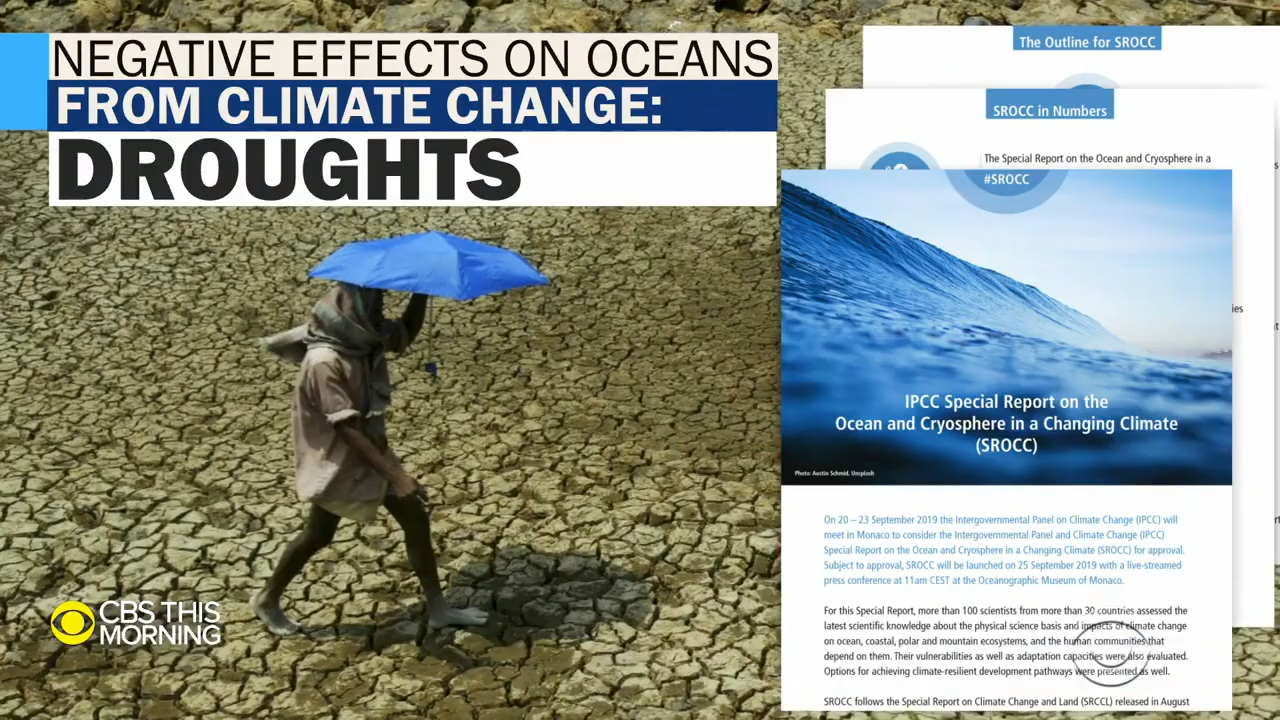 NEGATIVE EFFECTS ON OCEANS
FROM CLIMATE CHANGE:
DROUGHTS
CBS THIS
MORNING
The Outline for SROCC
SROCC in Numbers
The Special Report on the Ocean and Cryosphere in a
#SROCC
IPCC Special Report on the
Ocean and Cryosphere in a Changing Climate
(SROCC)
Photo: Austin Schmid, Unsplash
On 20 – 23 September 2019 the Intergovernmental Panel on Climate Change (IPCC) will
meet in Monaco to consider the Intergovernmental Panel and Climate Change (IPCC)
Special Report on the Ocean and Cryosphere in a Changing Climate (SROCC) for approval.
Subject to approval, SROCC will be launched on 25 September 2019 with a live-streamed
press conference at 11am CEST at the Oceanographic Museum of Monaco.
For this Special Report, more than 100 scientists from more than 30 countries assessed the
latest scientific knowledge about the physical science basis and impacts of climate change
on ocean, coastal, polar and mountain ecosystems, and the human communities that
depend on them. Their vulnerabilities as well as adaptation capacities were also evaluated.
Options for achieving climate-resilient development pathways were presented as well.
SROCC follows the Special Report on Climate Change and Land (SRCCL) released in August